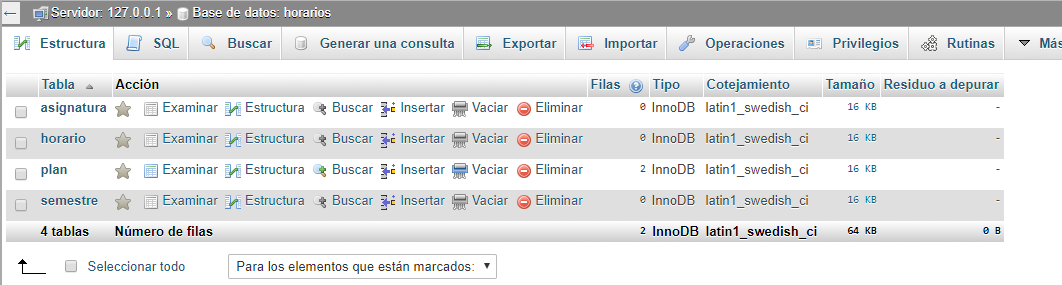 Servidor: 127.0.0.1 » Base de datos: horarios
Estructura SQL Buscar Generar una consulta Exportar Importar Operaciones Privilegios Rutinas Más
Tabla Acción Filas Tipo Cotejamiento Tamaño Residuo a depurar
asignatura Examinar Estructura Buscar Insertar Vaciar Eliminar 0 InnoDB latin1_swedish_ci 16 KB -
horario Examinar Estructura Buscar Insertar Vaciar Eliminar 0 InnoDB latin1_swedish_ci 16 KB -
plan Examinar Estructura Buscar Insertar Vaciar Eliminar 2 InnoDB latin1_swedish_ci 16 KB -
semestre Examinar Estructura Buscar Insertar Vaciar Eliminar 0 InnoDB latin1_swedish_ci 16 KB -
4 tablas Número de filas 2 InnoDB latin1_swedish_ci 64 KB 0 B
Seleccionar todo Para los elementos que están marcados: